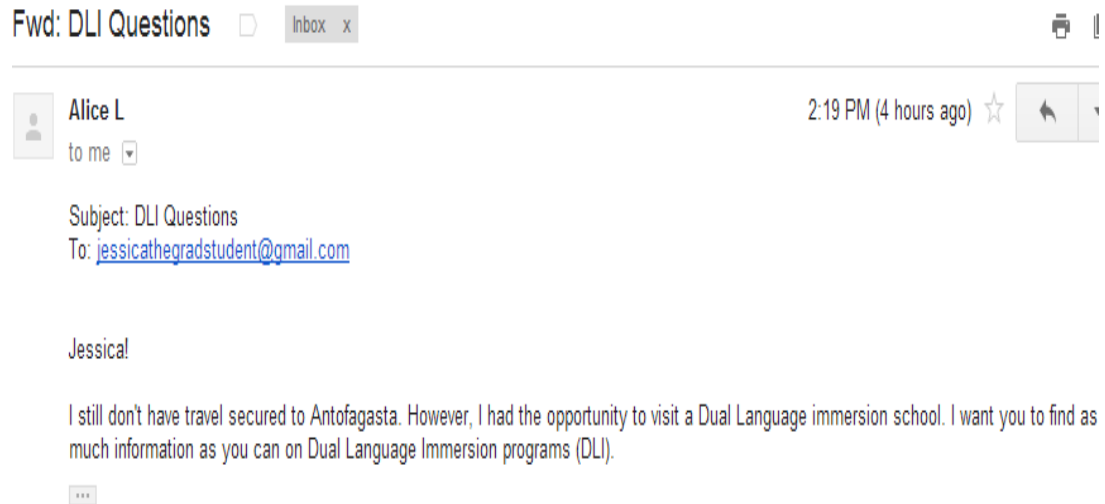 Fwd: DLI Questions Inbox x
Alice L 2:19 PM (4 hours ago)
to me
Subject: DLI Questions
To: jessicathegradstudent@gmail.com
Jessica!
I still don't have travel secured to Antofagasta. However, I had the opportunity to visit a Dual Language immersion school. I want you to find as
much information as you can on Dual Language Immersion programs (DLI).